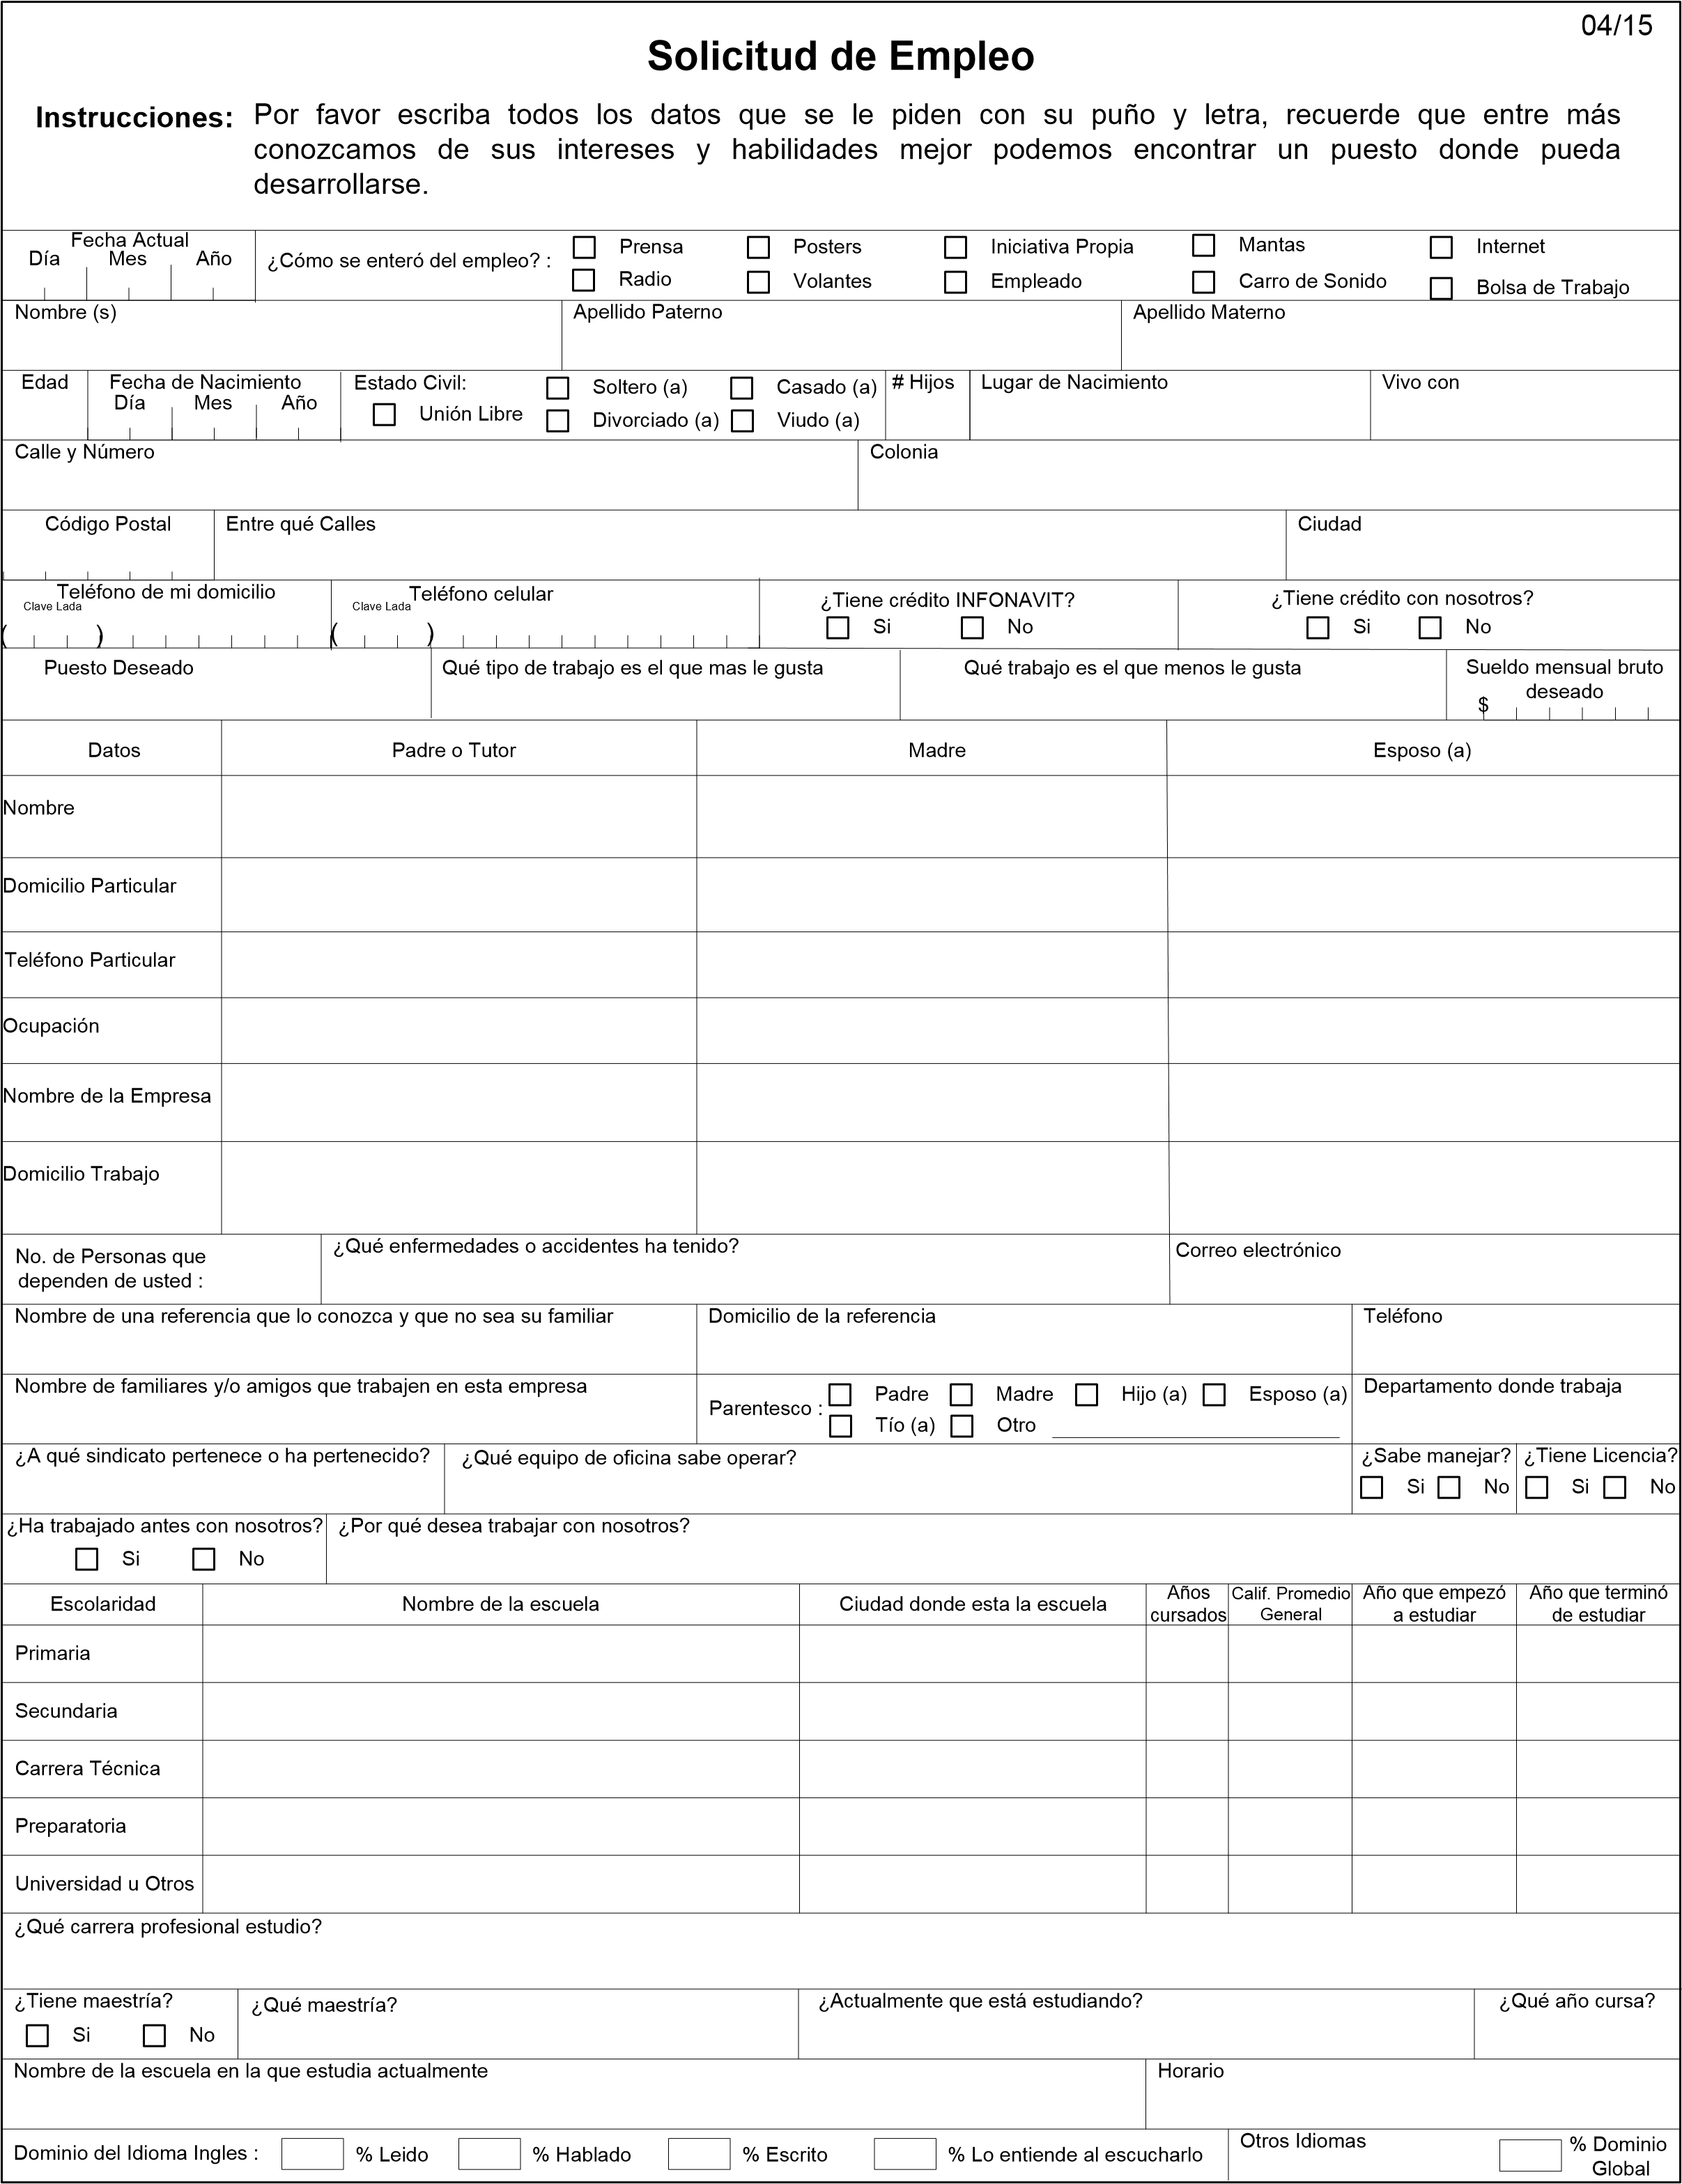 04/15
Solicitud de Empleo
Instrucciones: Por favor escriba todos los datos que se le piden con su puño y letra, recuerde que entre más
conozcamos de sus intereses y habilidades mejor podemos encontrar un puesto donde pueda
desarrollarse.
Fecha Actual
Día Mes Año
¿Cómo se enteró del empleo? :
Prensa Posters Iniciativa Propia Mantas Internet
Radio Volantes Empleado Carro de Sonido Bolsa de Trabajo
Nombre (s) Apellido Paterno Apellido Materno
Edad Fecha de Nacimiento Estado Civil: Soltero (a) Casado (a) # Hijos Lugar de Nacimiento Vivo con
Día Mes Año Unión Libre Divorciado (a) Viudo (a)
Calle y Número Colonia
Código Postal Entre qué Calles Ciudad
Teléfono de mi domicilio Teléfono celular ¿Tiene crédito INFONAVIT? ¿Tiene crédito con nosotros?
Clave Lada Clave Lada
( ) ( ) Si No Si No
Puesto Deseado Qué tipo de trabajo es el que mas le gusta Qué trabajo es el que menos le gusta Sueldo mensual bruto
deseado
$
Datos Padre o Tutor Madre Esposo (a)
Nombre
Domicilio Particular
Teléfono Particular
Ocupación
Nombre de la Empresa
Domicilio Trabajo
No. de Personas que
dependen de usted :
¿Qué enfermedades o accidentes ha tenido? Correo electrónico
Nombre de una referencia que lo conozca y que no sea su familiar Domicilio de la referencia Teléfono
Nombre de familiares y/o amigos que trabajen en esta empresa
Parentesco : Padre Madre Hijo (a) Esposo (a)
Tío (a) Otro
Departamento donde trabaja
¿A qué sindicato pertenece o ha pertenecido? ¿Qué equipo de oficina sabe operar? ¿Sabe manejar? ¿Tiene Licencia?
Si No Si No
¿Ha trabajado antes con nosotros? ¿Por qué desea trabajar con nosotros?
Si No
Escolaridad Nombre de la escuela Ciudad donde esta la escuela
Años
cursados
Calif. Promedio
General
Año que empezó
a estudiar
Año que terminó
de estudiar
Primaria
Secundaria
Carrera Técnica
Preparatoria
Universidad u Otros
¿Qué carrera profesional estudio?
¿Tiene maestría? ¿Qué maestría? ¿Actualmente que está estudiando? ¿Qué año cursa?
Si No
Nombre de la escuela en la que estudia actualmente Horario
Dominio del Idioma Ingles : % Leido % Hablado % Escrito % Lo entiende al escucharlo
Otros Idiomas
% Dominio
Global